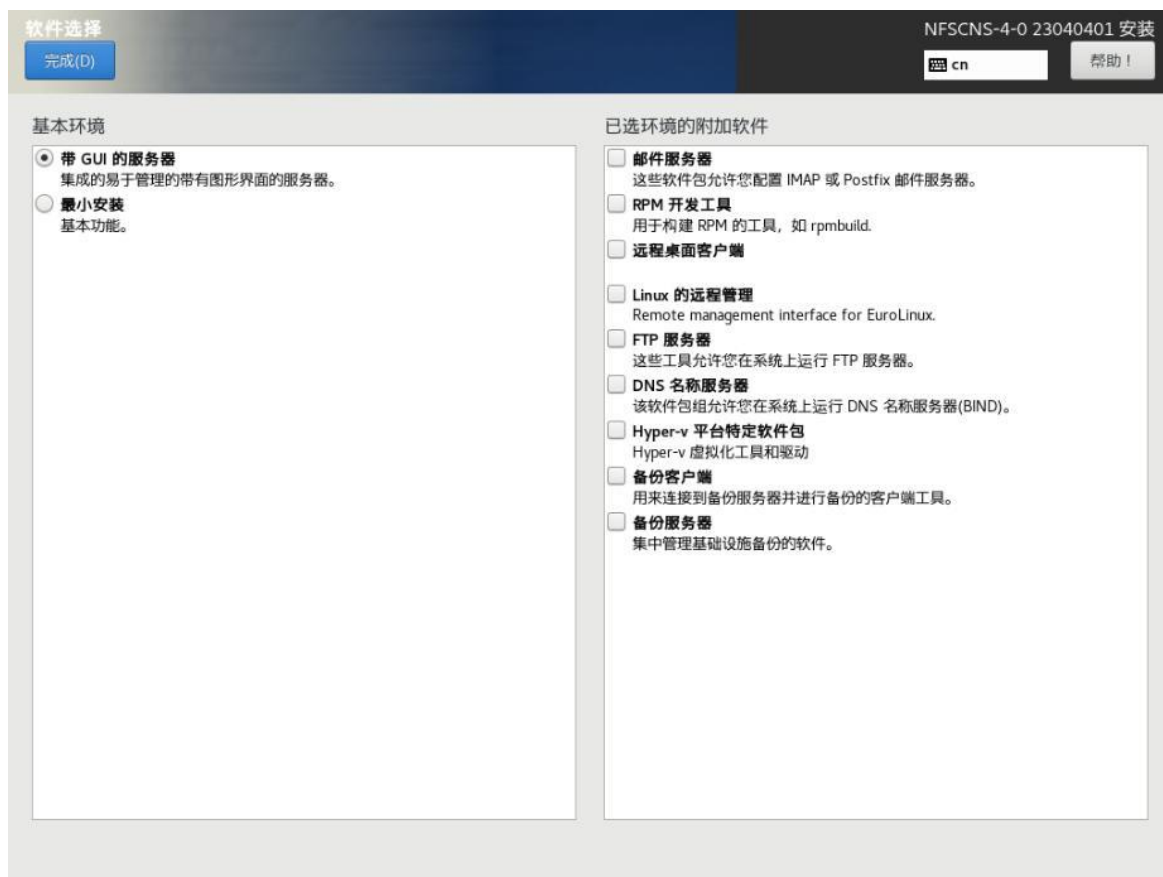 软件选择
完成(D)
NFSCNS-4-0 23040401 安装
cn
帮助！
基本环境
带 GUI 的服务器
集成的易于管理的带有图形界面的服务器。
最小安装
基本功能。
已选环境的附加软件
邮件服务器
这些软件包允许您配置 IMAP 或 Postfix 邮件服务器。
RPM 开发工具
用于构建 RPM 的工具，如 rpmbuild.
远程桌面客户端
Linux 的远程管理
Remote management interface for EuroLinux.
FTP 服务器
这些工具允许您在系统上运行 FTP 服务器。
DNS 名称服务器
该软件包组允许您在系统上运行 DNS 名称服务器(BIND)。
Hyper-v 平台特定软件包
Hyper-v 虚拟化工具和驱动
备份客户端
用来连接到备份服务器并进行备份的客户端工具。
备份服务器
集中管理基础设施备份的软件。